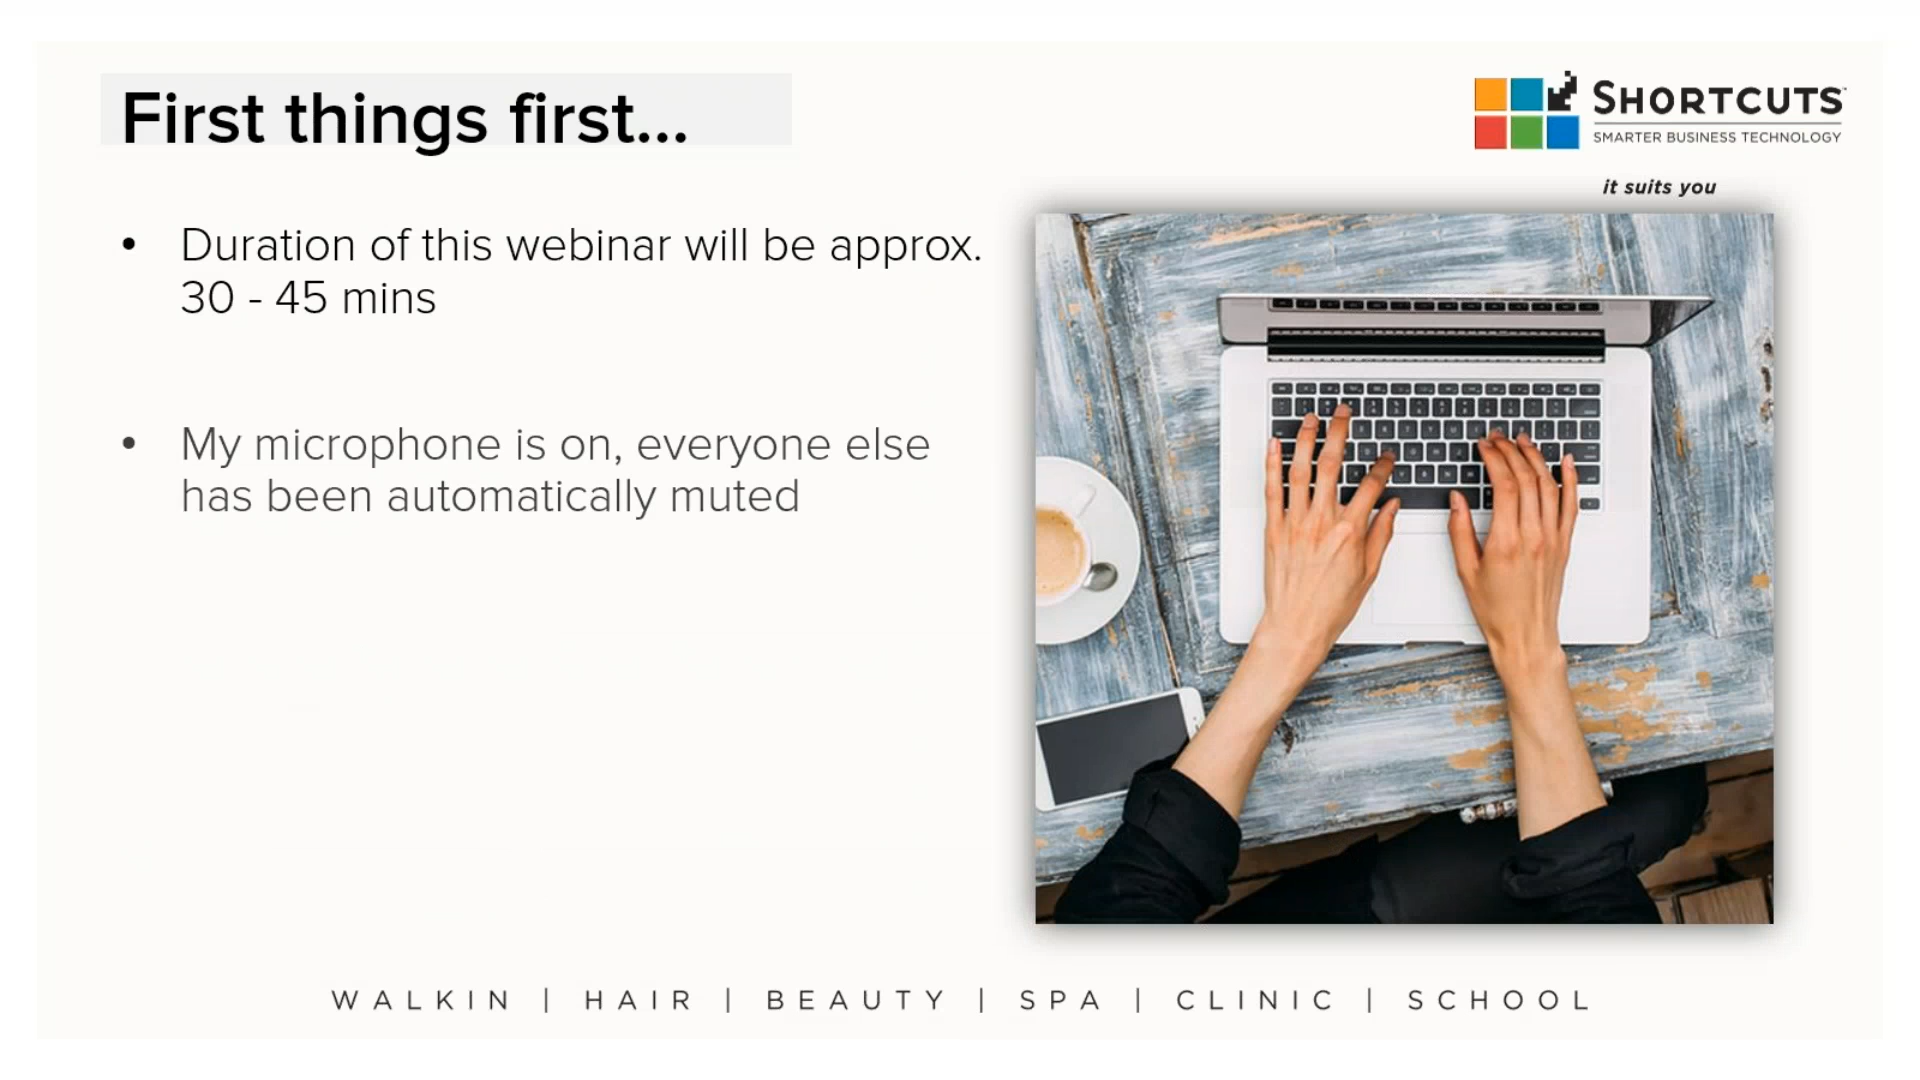 First things first...
SHORTCUTS
SMARTER BUSINESS TECHNOLOGY
it suits you
• Duration of this webinar will be approx.
30 - 45 mins
• My microphone is on, everyone else
has been automatically muted
WALKIN | HAIR | BEAUTY | SPA | CLINIC | SCHOOL